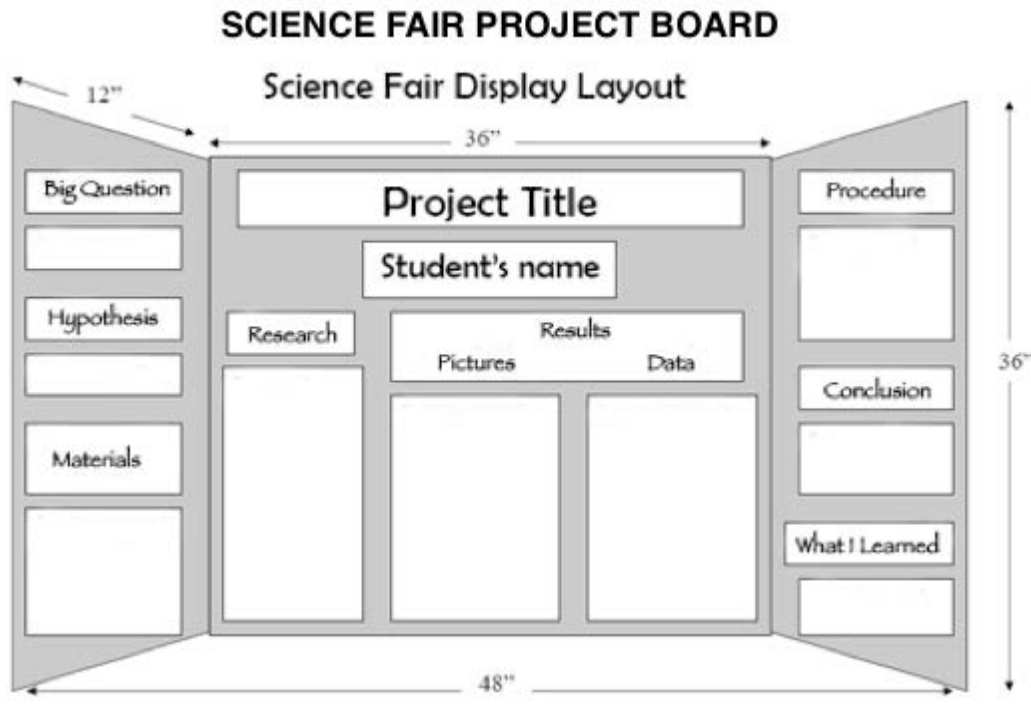 SCIENCE FAIR PROJECT BOARD
Science Fair Display Layout
12”
36”
Big Question
Hypothesis
Materials
Project Title
Student’s name
Research
Results
Pictures Data
Procedure
Conclusion
What I Learned
36”
48”